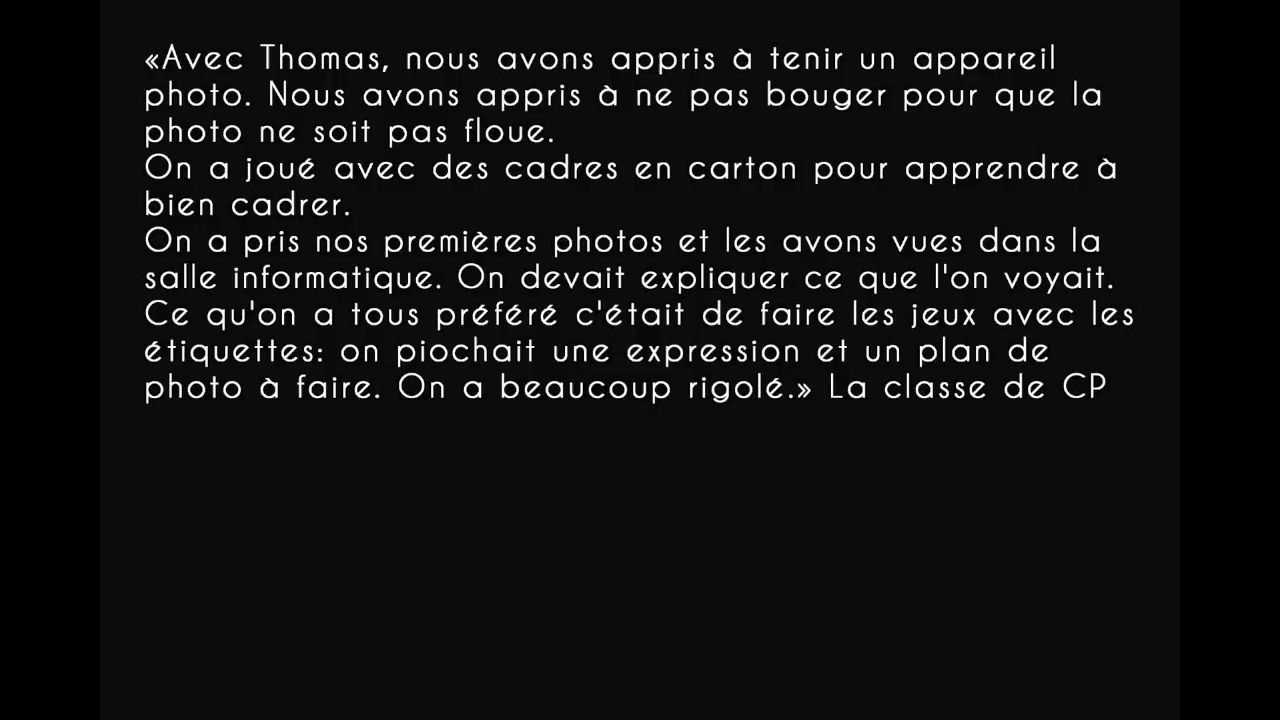 «Avec Thomas, nous avons appris à tenir un appareil
photo. Nous avons appris à ne pas bouger pour que la
photo ne soit pas floue.
On a joué avec des cadres en carton pour apprendre à
bien cadrer.
On a pris nos premières photos et les avons vues dans la
salle informatique. On devait expliquer ce que l'on voyait.
Ce qu'on a tous préféré c'était de faire les jeux avec les
étiquettes: on piochait une expression et un plan de
photo à faire. On a beaucoup rigolé.» La classe de CP